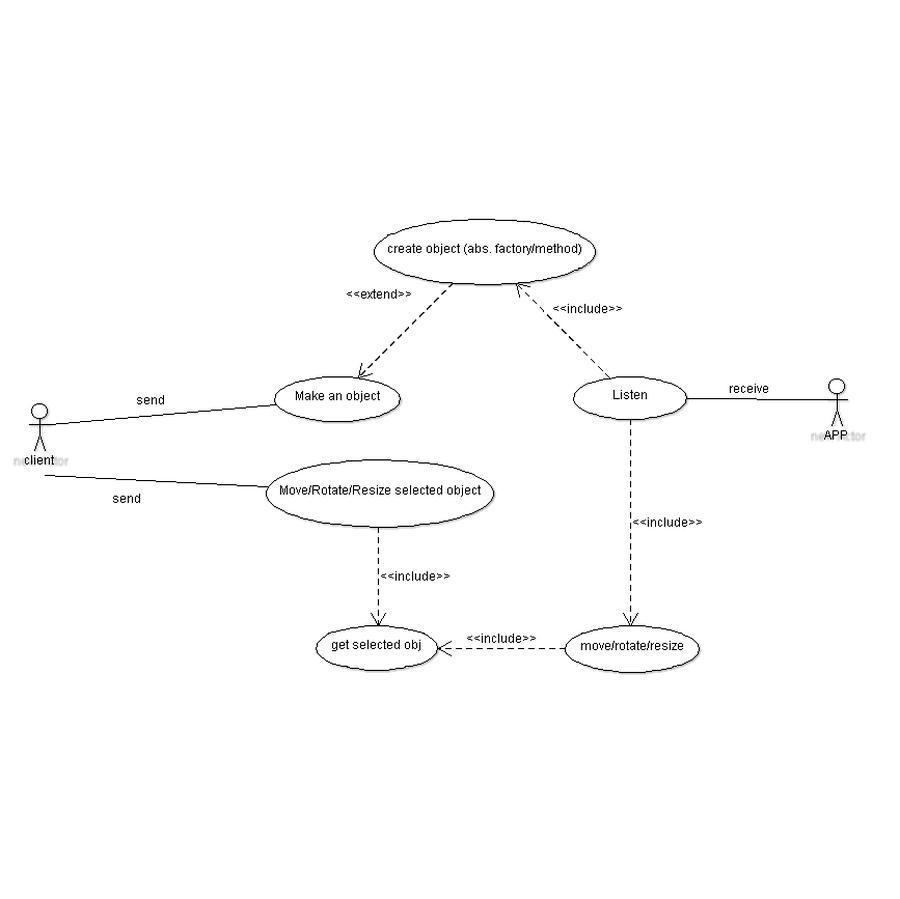 create object (abs. factory/method)
<<extend>>
<<include>>
Make an object
Listen
send
receive
client
APP
Move/Rotate/Resize selected object
send
<<include>>
<<include>>
get selected obj
<<include>>
move/rotate/resize